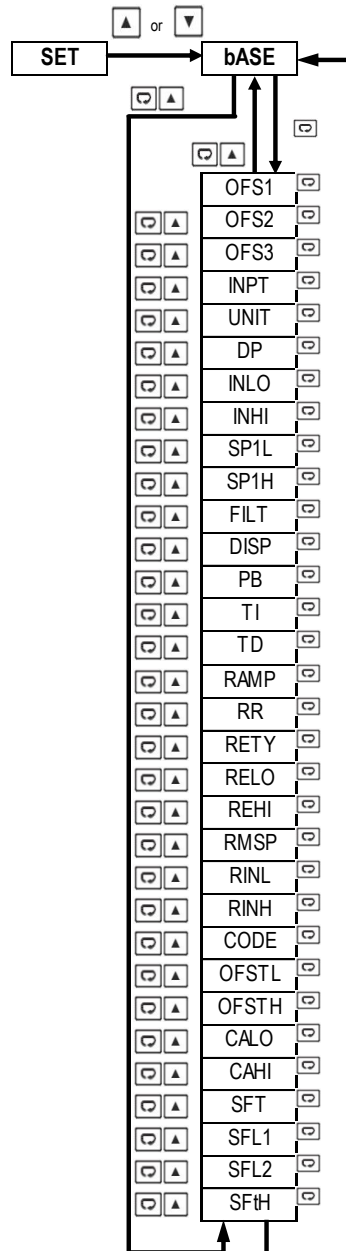 ▲ or ▼
SET bASE
OFS1
OFS2
OFS3
INPT
UNIT
DP
INLO
INHI
SP1L
SP1H
FILT
DISP
PB
TI
TD
RAMP
RR
RETY
RELO
REHI
RMSP
RINL
RINH
CODE
OFSTL
OFSTH
CALO
CAHI
SFT
SFL1
SFL2
SFtH